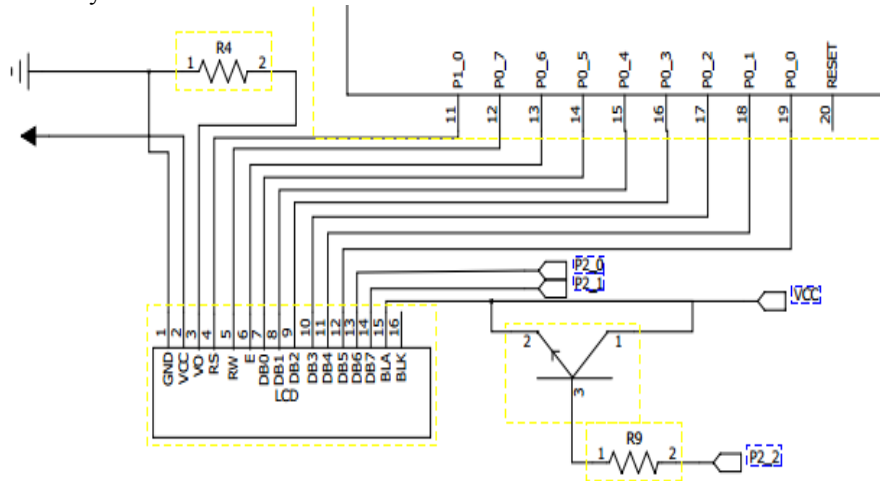 R4
1 2
P1_0 P0_7 P0_6 P0_5 P0_4 P0_3 P0_2 P0_1 P0_0 RESET
11 12 13 14 15 16 17 18 19 20
P2_0
P2_1
VCC
1 2 3 4 5 6 7 8 9 10 11 12 13 14 15 16
GND VCC VO RS RW E DB0 DB1 DB2 DB3 DB4 DB5 DB6 DB7 BLA BLK
LCD
2 1
3
R9
1 2
P2_2